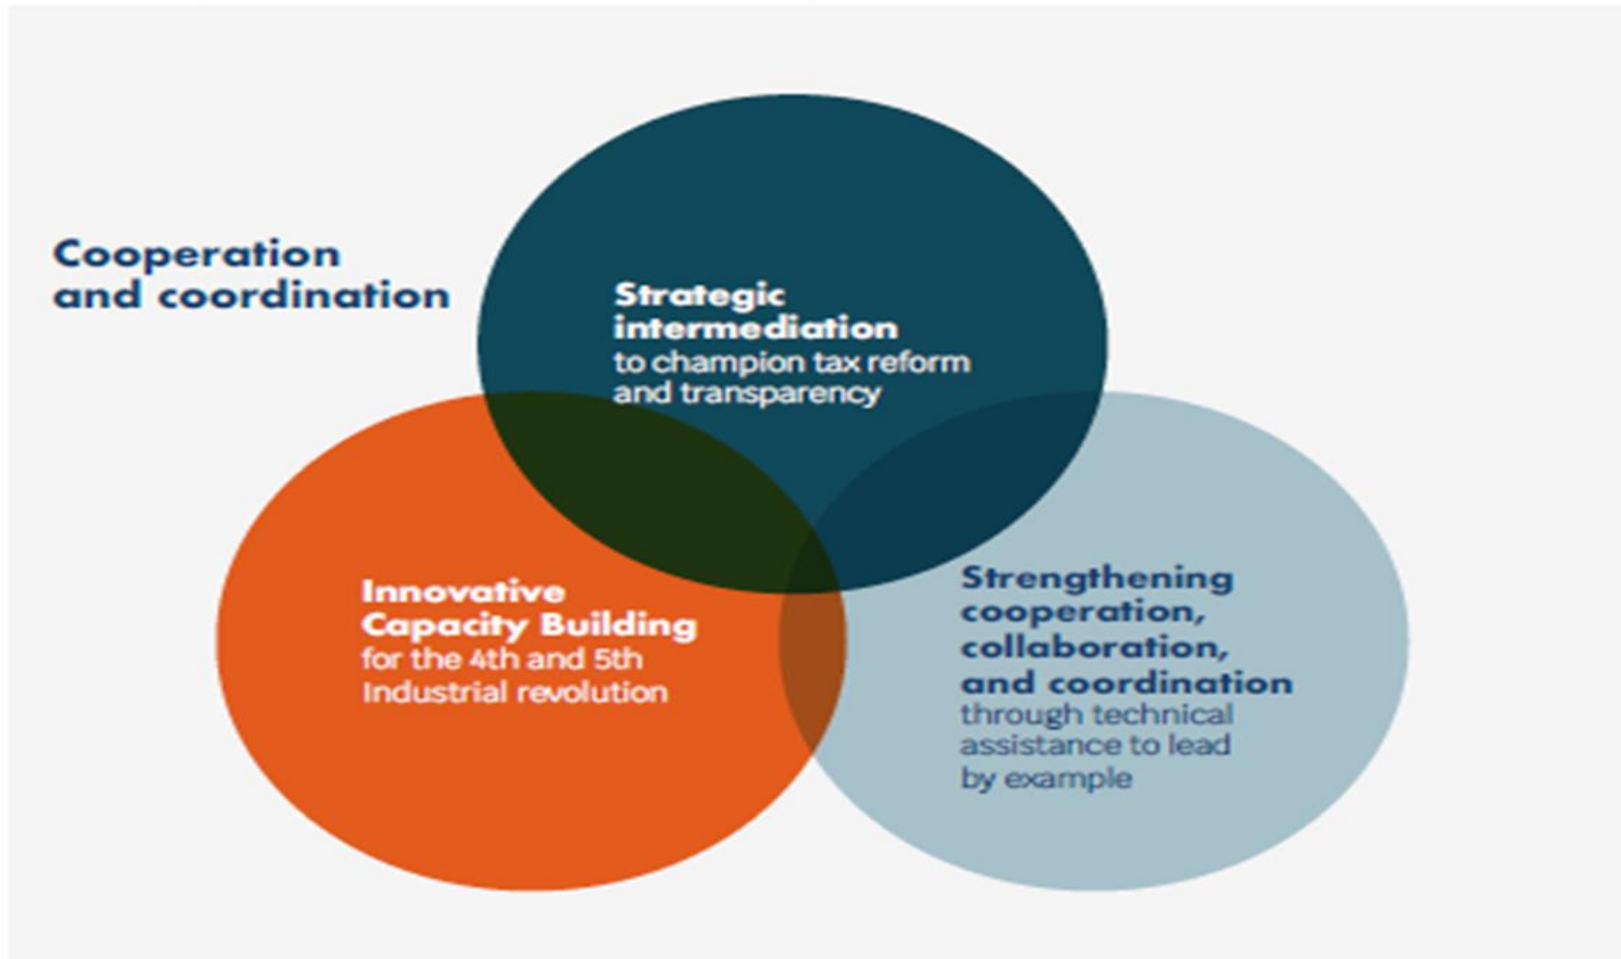 Cooperation
and coordination
Strategic
intermediation
to champion tax reform
and transparency
Innovative
Capacity Building
for the 4th and 5th
Industrial revolution
Strengthening
cooperation,
collaboration,
and coordination
through technical
assistance to lead
by example